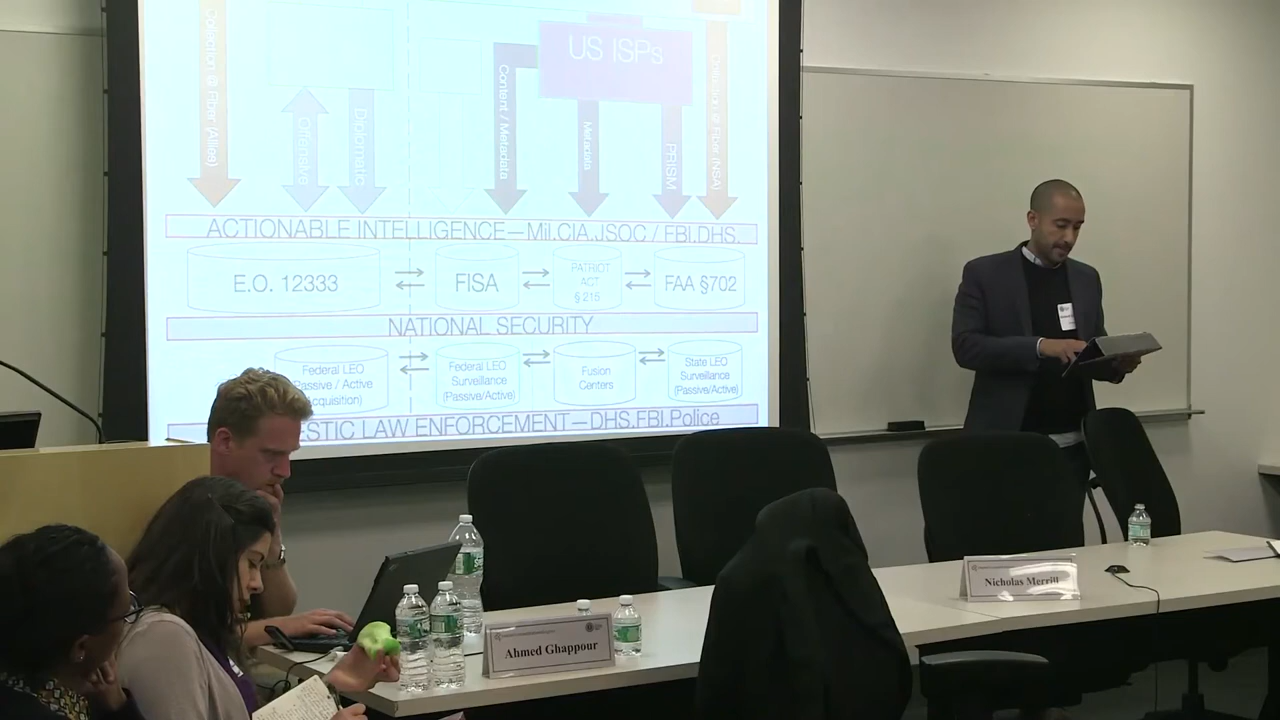 US ISPs
Collection @ Fiber (Allies)
Offensive
Diplomatic
Content / Metadata
Metadata
PRISM
Collection @ Fiber (NSA)
ACTIONABLE INTELLIGENCE—Mil.CIA.JSOC / FBI.DHS.
E.O. 12333
FISA
PATRIOT
ACT
§ 215
FAA §702
NATIONAL SECURITY
Federal LEO
Passive / Active
Acquisition)
Federal LEO
Surveillance
(Passive/Active)
Fusion
Centers
State LEO
Surveillance
(Passive/Active)
ESTIC LAW ENFORCEMENT—DHS.FBI.Police
Ahmed Ghappour
Nicholas Merrill